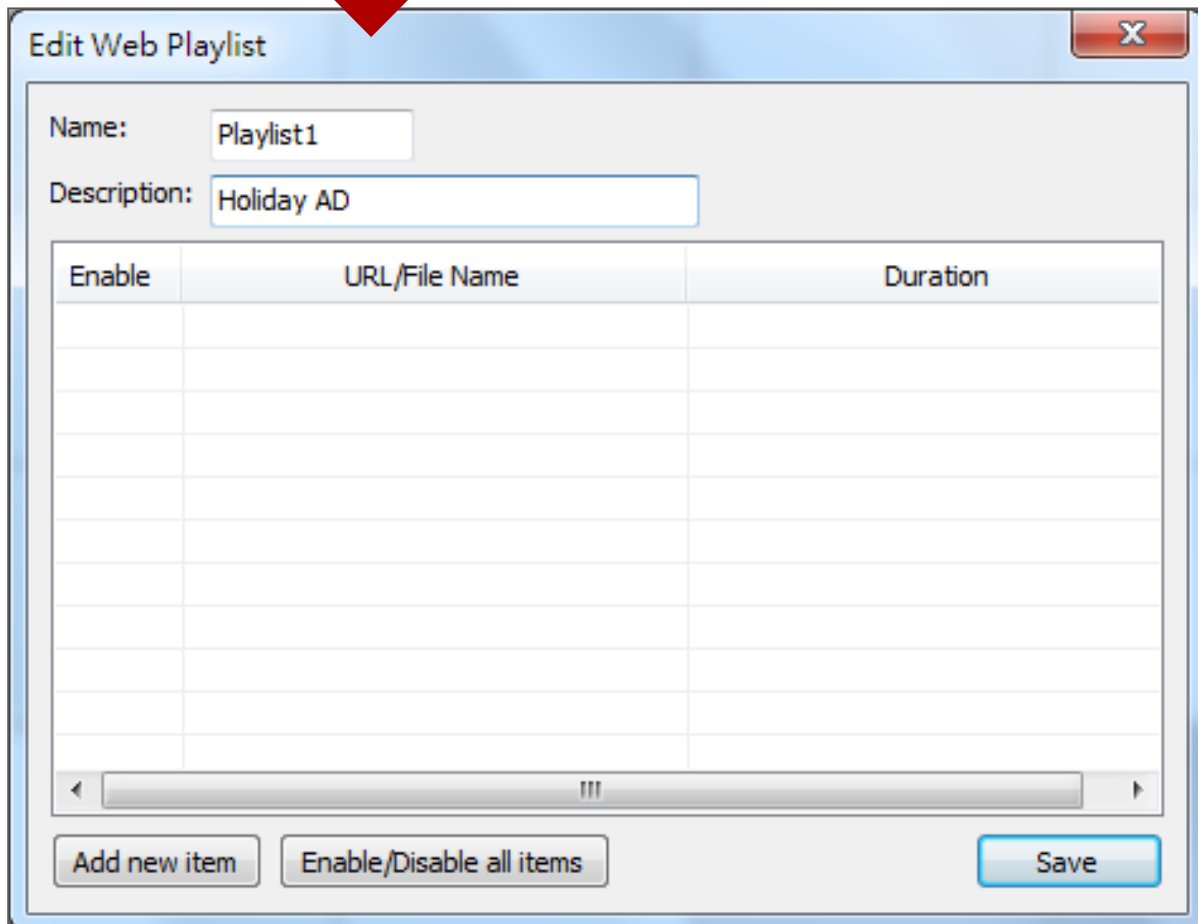 Edit Web Playlist
Name: Playlist1
Description: Holiday AD
Enable URL/File Name Duration
Add new item Enable/Disable all items Save